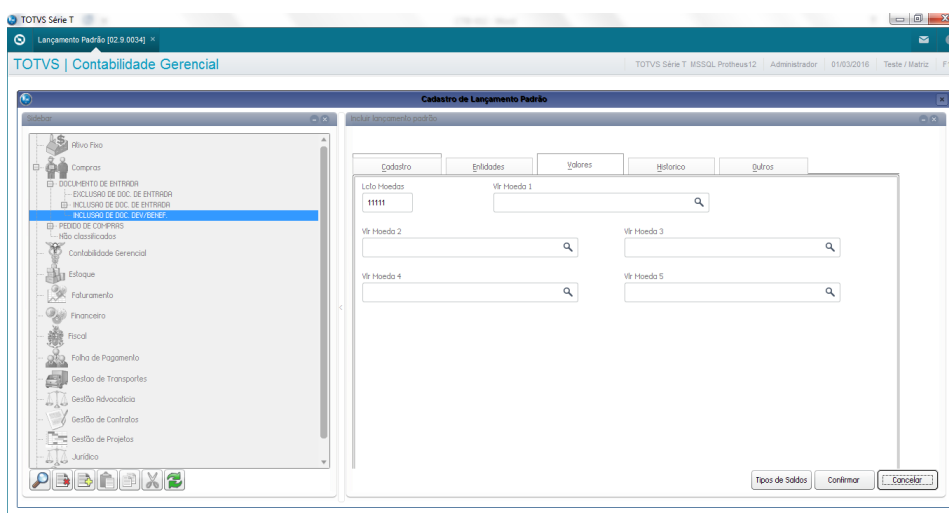 TOTVS Série T
Lançamento Padrão [02.9.0034] ×
TOTVS | Contabilidade Gerencial
TOTVS Série T MSSQL Protheus12 Administrador 01/03/2016 Teste / Matriz
Cadastro de Lançamento Padrão
Sidebar
Incluir lancamento padrão
Ativo Fixo
Compras
DOCUMENTO DE ENTRADA
EXCLUSAO DE DOC. DE ENTRADA
INCLUSAO DE DOC. DE ENTRADA
INCLUSAO DE DOC. DEV/BENEF.
PEDIDO DE COMPRAS
Não classificados
Contabilidade Gerencial
Estoque
Faturamento
Financeiro
Fiscal
Folha de Pagamento
Gestao de Transportes
Gestão Advocaticia
Gestão de Contratos
Gestão de Projetos
Jurídico
Cadastro Entidades Valores Historico Outros
Lcto Moedas Vlr Moeda 1
11111
Vlr Moeda 2 Vlr Moeda 3
Vlr Moeda 4 Vlr Moeda 5
Tipos de Saldos Confirmar Cancelar